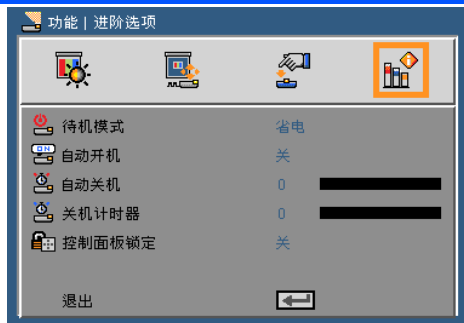 功能 | 进阶选项
待机模式 省电
自动开机 关
自动关机 0
关机计时器 0
控制面板锁定 关
退出